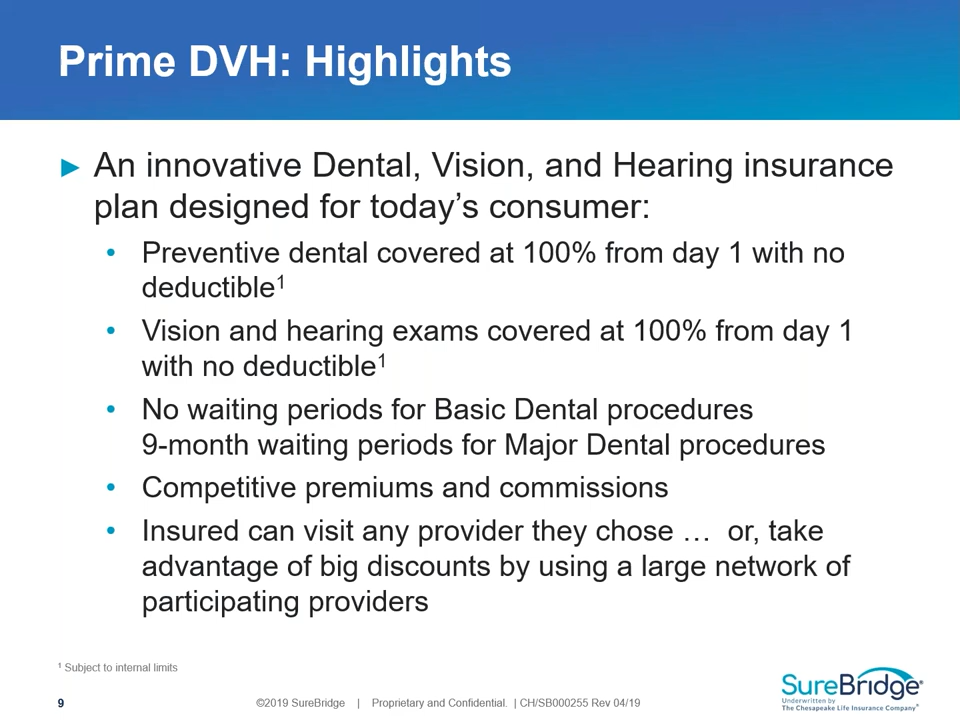 Prime DVH: Highlights
► An innovative Dental, Vision, and Hearing insurance
plan designed for today’s consumer:
• Preventive dental covered at 100% from day 1 with no
deductible¹
• Vision and hearing exams covered at 100% from day 1
with no deductible¹
• No waiting periods for Basic Dental procedures
9-month waiting periods for Major Dental procedures
• Competitive premiums and commissions
• Insured can visit any provider they chose … or, take
advantage of big discounts by using a large network of
participating providers
¹ Subject to internal limits
9 ©2019 SureBridge | Proprietary and Confidential. | CH/SB000255 Rev 04/19
SureBridge®
Underwritten by
The Chesapeake Life Insurance Company®